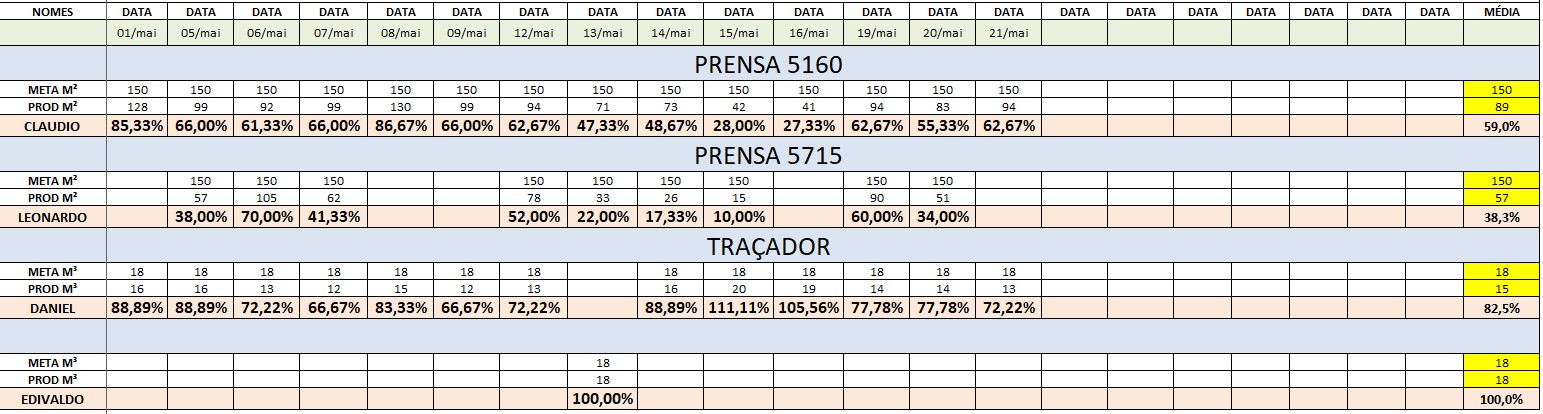 NOMES DATA DATA DATA DATA DATA DATA DATA DATA DATA DATA DATA DATA DATA DATA DATA DATA DATA DATA DATA DATA DATA MÉDIA
01/mai 05/mai 06/mai 07/mai 08/mai 09/mai 12/mai 13/mai 14/mai 15/mai 16/mai 19/mai 20/mai 21/mai
PRENSA 5160
META M² 150 150 150 150 150 150 150 150 150 150 150 150 150 150 150
PROD M² 128 99 92 99 130 99 94 71 73 42 41 94 83 94 89
CLAUDIO 85,33% 66,00% 61,33% 66,00% 86,67% 66,00% 62,67% 47,33% 48,67% 28,00% 27,33% 62,67% 55,33% 62,67% 59,0%
PRENSA 5715
META M² 150 150 150 150 150 150 150 150 150 150
PROD M² 57 105 62 78 33 26 15 90 51 57
LEONARDO 38,00% 70,00% 41,33% 52,00% 22,00% 17,33% 10,00% 60,00% 34,00% 38,3%
TRAÇADOR
META M³ 18 18 18 18 18 18 18 18 18 18 18 18 18 18
PROD M³ 16 16 13 12 15 12 13 16 20 19 14 14 13 15
DANIEL 88,89% 88,89% 72,22% 66,67% 83,33% 66,67% 72,22% 88,89% 111,11% 105,56% 77,78% 77,78% 72,22% 82,5%
META M³ 18 18
PROD M³ 18 18
EDIVALDO 100,00% 100,0%